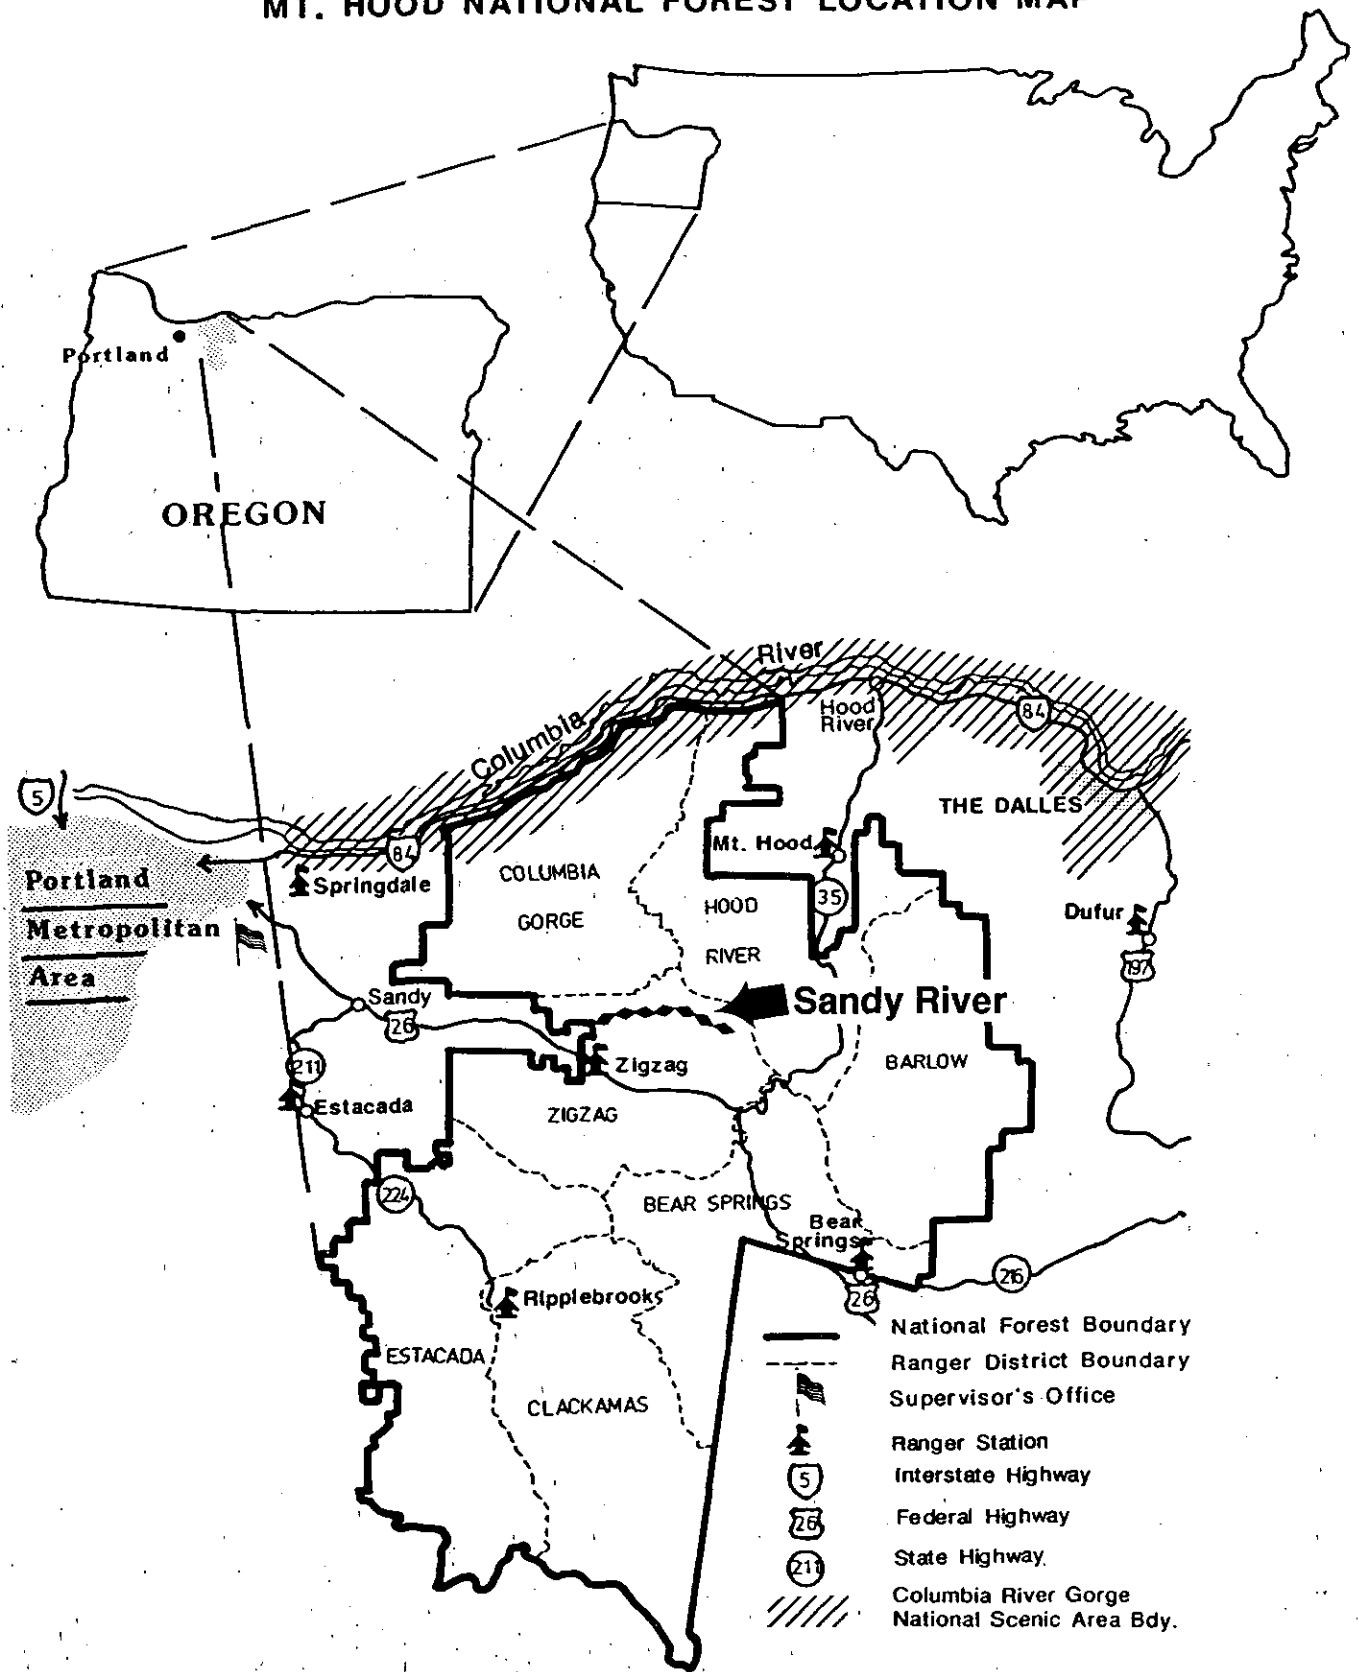 MT. HOOD NATIONAL FOREST LOCATION MAP
Portland
OREGON
River
Columbia
Hood
River
84
5
THE DALLES
84
Mt. Hood
Portland
Metropolitan
Area
Springdale
COLUMBIA
GORGE
HOOD
RIVER
35
Dufur
197
Sandy
26
Sandy River
211
Zigzag
BARLOW
Estacada
ZIGZAG
224
BEAR SPRINGS
Bear
Springs
216
26
Ripplebrook
ESTACADA
CLACKAMAS
National Forest Boundary
Ranger District Boundary
Supervisor's Office
Ranger Station
5
Interstate Highway
26
Federal Highway
211
State Highway
Columbia River Gorge
National Scenic Area Bdy.